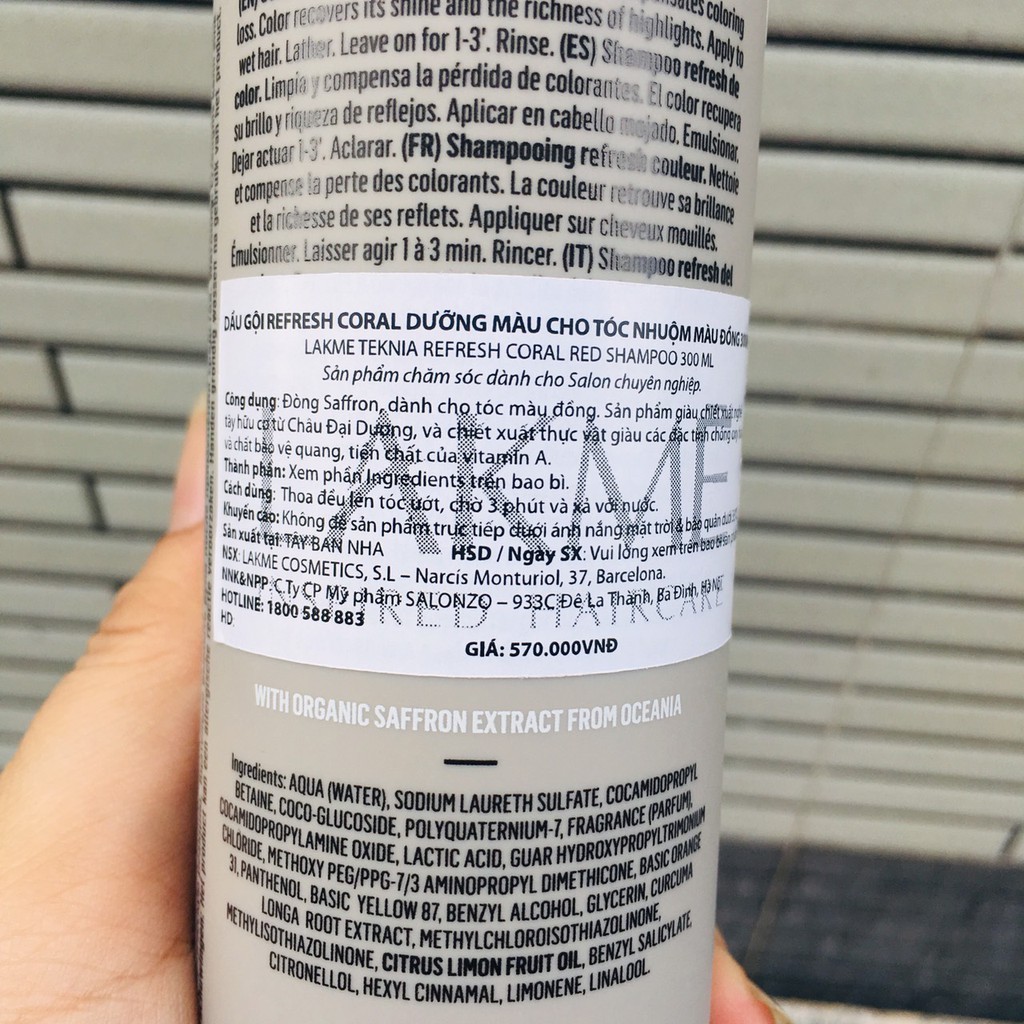 loss. Color recovers its shine and the richness of highlights. Apply to
wet hair. Lather. Leave on for 1-3'. Rinse. (ES) Shampoo refresh de
color. Limpia y compensa la pérdida de colorantes. El color recupera
su brillo y riqueza de reflejos. Aplicar en cabello mojado. Emulsionar.
Dejar actuar 1-3'. Aclarar. (FR) Shampooing refresh couleur. Nettoie
et compense la perte des colorants. La couleur retrouve sa brillance
et la richesse de ses reflets. Appliquer sur cheveux mouillés.
Émulsionner. Laisser agir 1 à 3 min. Rincer. (IT) Shampoo refresh del
DẦU GỘI REFRESH CORAL DƯỠNG MÀU CHO TÓC NHUỘM MÀU ĐỒNG
LAKME TEKNIA REFRESH CORAL RED SHAMPOO 300 ML
Sản phẩm chăm sóc dành cho Salon chuyên nghiệp.
Công dụng: Dòng Saffron, dành cho tóc màu đồng. Sản phẩm giàu chiết xuất
tây hữu cơ từ Châu Đại Dương, và chiết xuất thực vật giàu các đặc tính chống
và chất bảo vệ quang, tiền chất của vitamin A.
Thành phần: Xem phần Ingredients trên bao bì.
Cách dùng: Thoa đều lên tóc ướt, chờ 3 phút và xả với nước.
Khuyến cáo: Không để sản phẩm trực tiếp dưới ánh nắng mặt trời & bảo quản dưới
Sản xuất tại: TÂY BAN NHA HSD / Ngày SX: Vui lòng xem trên bao bì
NSX: LAKME COSMETICS, S.L – Narcís Monturiol, 37, Barcelona.
NNK&NPP: C.Ty CP Mỹ phẩm SALONZO – 933C Đê La Thành, Ba Đình, Hà Nội
HOTLINE: 1800 588 883
HD:
GIÁ: 570.000VNĐ
LAKMÉ
HAIRCARE
WITH ORGANIC SAFFRON EXTRACT FROM OCEANIA
Ingredients: AQUA (WATER), SODIUM LAURETH SULFATE, COCAMIDOPROPYL
BETAINE, COCO-GLUCOSIDE, POLYQUATERNIUM-7, FRAGRANCE (PARFUM),
COCAMIDOPROPYLAMINE OXIDE, LACTIC ACID, GUAR HYDROXYPROPYLTRIMONIUM
CHLORIDE, METHOXY PEG/PPG-7/3 AMINOPROPYL DIMETHICONE, BASIC ORANGE
31, PANTHENOL, BASIC YELLOW 87, BENZYL ALCOHOL, GLYCERIN, CURCUMA
LONGA ROOT EXTRACT, METHYLCHLOROISOTHIAZOLINONE,
METHYLISOTHIAZOLINONE, CITRUS LIMON FRUIT OIL, BENZYL SALICYLATE,
CITRONELLOL, HEXYL CINNAMAL, LIMONENE, LINALOOL.